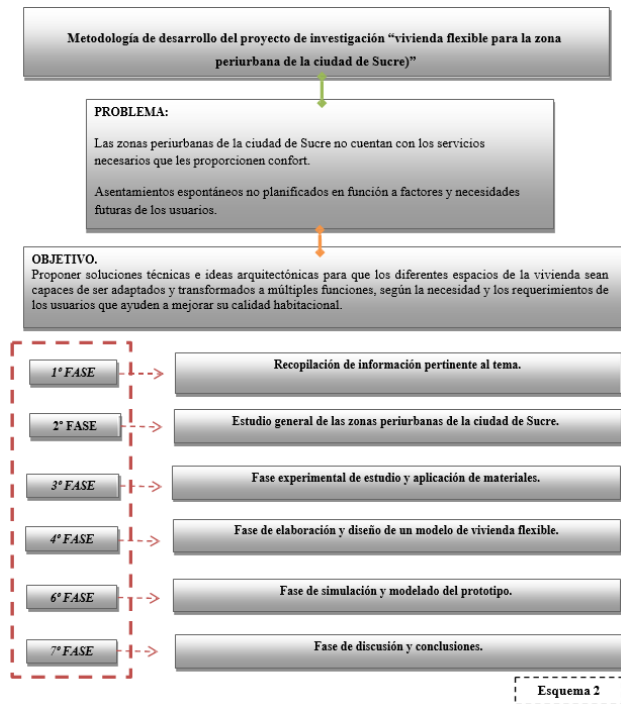 Metodología de desarrollo del proyecto de investigación “vivienda flexible para la zona
periurbana de la ciudad de Sucre)”
PROBLEMA:
Las zonas periurbanas de la ciudad de Sucre no cuentan con los servicios
necesarios que les proporcionen confort.
Asentamientos espontáneos no planificados en función a factores y necesidades
futuras de los usuarios.
OBJETIVO.
Proponer soluciones técnicas e ideas arquitectónicas para que los diferentes espacios de la vivienda sean
capaces de ser adaptados y transformados a múltiples funciones, según la necesidad y los requerimientos de
los usuarios que ayuden a mejorar su calidad habitacional.
1º FASE
Recopilación de información pertinente al tema.
2° FASE
Estudio general de las zonas periurbanas de la ciudad de Sucre.
3º FASE
Fase experimental de estudio y aplicación de materiales.
4º FASE
Fase de elaboración y diseño de un modelo de vivienda flexible.
6º FASE
Fase de simulación y modelado del prototipo.
7º FASE
Fase de discusión y conclusiones.
Esquema 2